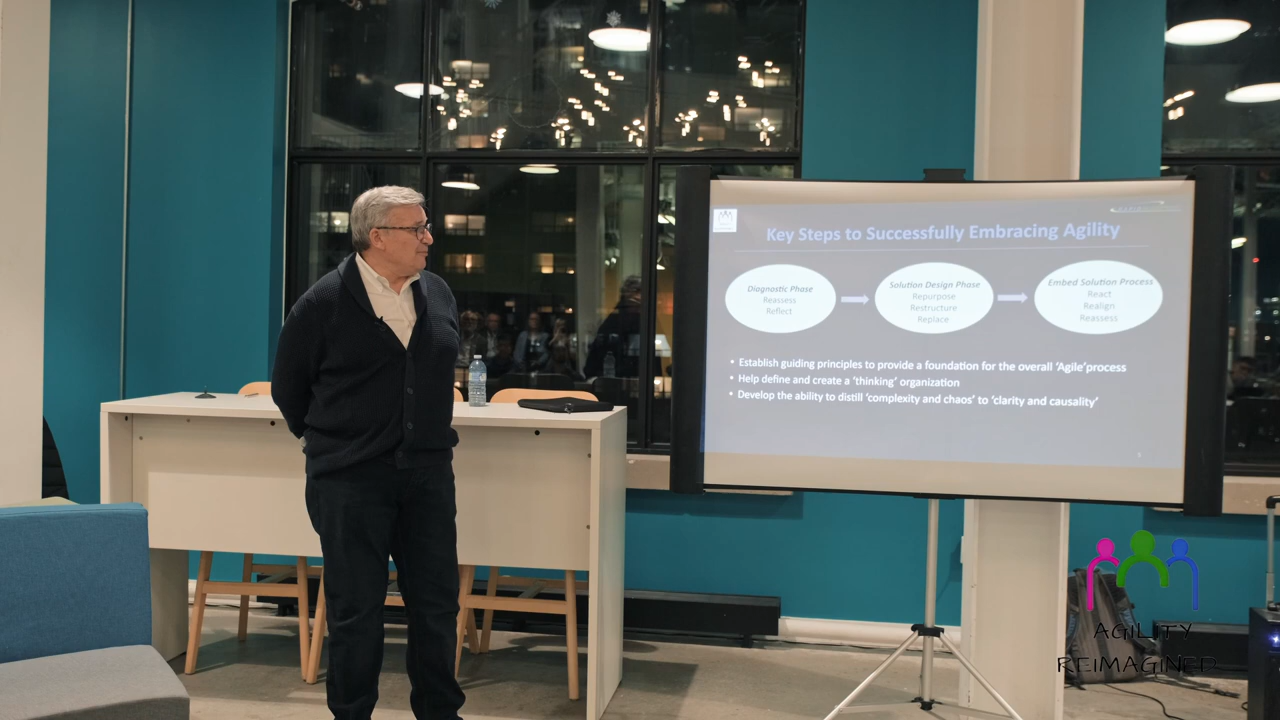 Key Steps to Successfully Embracing Agility
Diagnostic Phase
Reassess
Reflect
Solution Design Phase
Repurpose
Restructure
Replace
Embed Solution Process
React
Realign
Reassess
• Establish guiding principles to provide a foundation for the overall 'Agile'process
• Help define and create a 'thinking' organization
• Develop the ability to distill 'complexity and chaos' to 'clarity and causality'
AGILITY
REIMAGINED